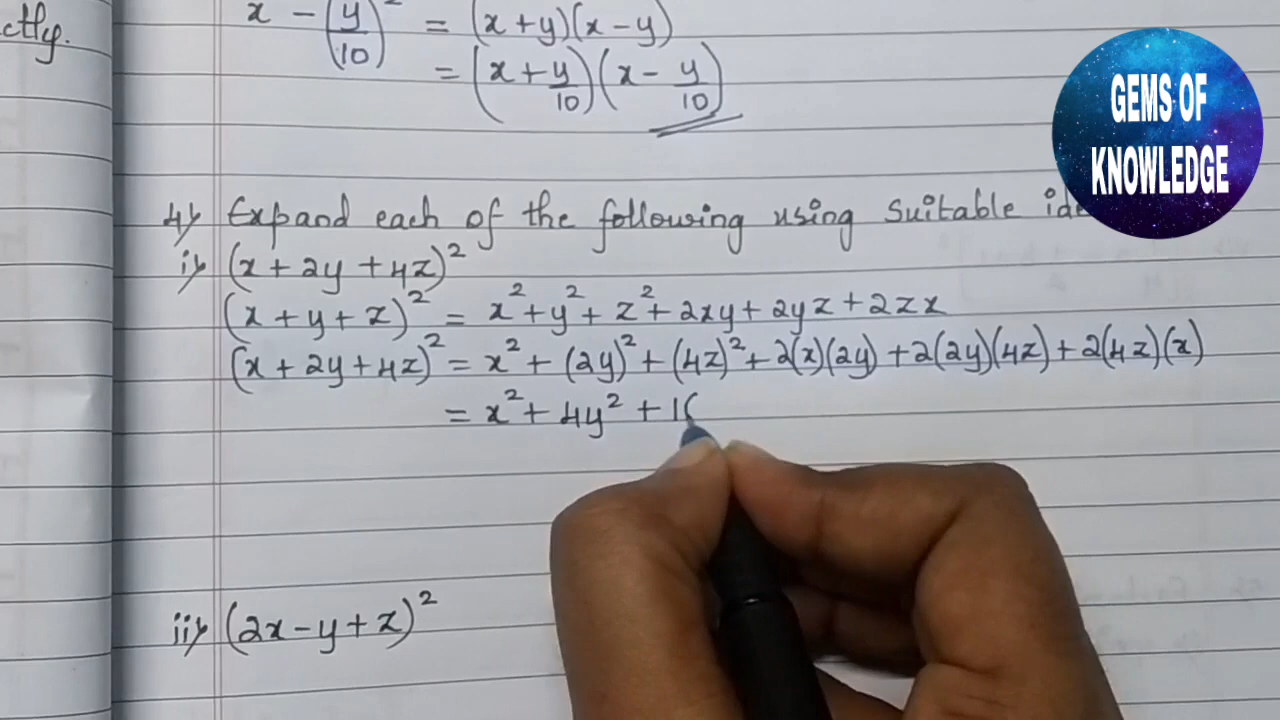 ctly.
x - (y/10)² = (x+y)(x-y)
= (x+y/10)(x-y/10)
GEMS OF
KNOWLEDGE
4) Expand each of the following using suitable
i) (x+2y+4z)²
(x+y+z)² = x²+y²+z²+2xy+2yz+2zx
(x+2y+4z)² = x²+(2y)²+(4z)²+2(x)(2y)+2(2y)(4z)+2(4z)(x)
= x²+4y²+16
ii) (2x-y+z)²